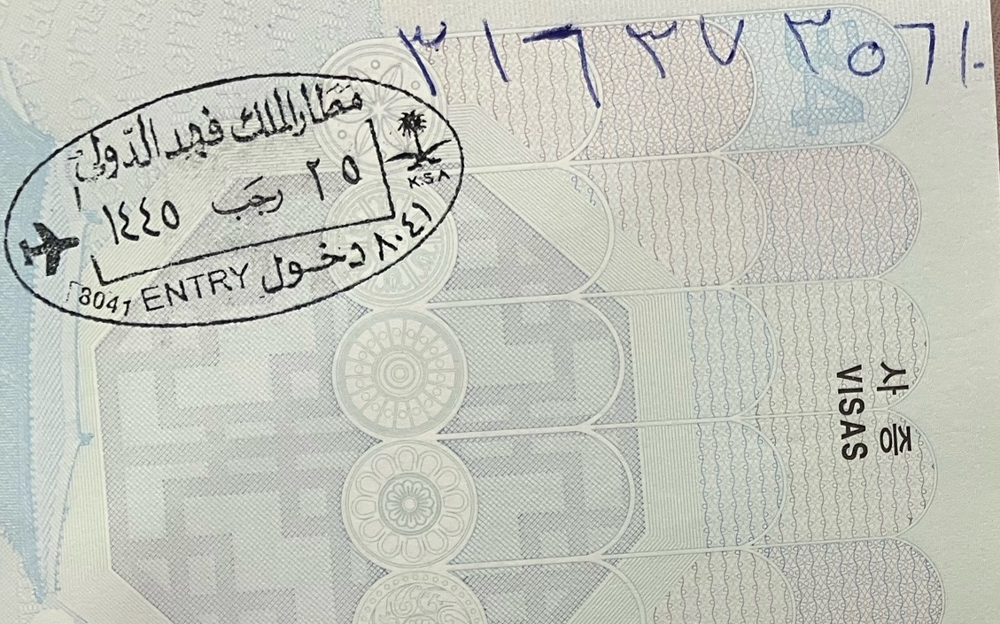 ٣١٦٣٧٣٥٦١٠
مطار الملك فهد الدولي
K.S.A
٢٥ رجب ١٤٤٥
8041 ENTRY دخول ٨٠٤١
사증
VISAS